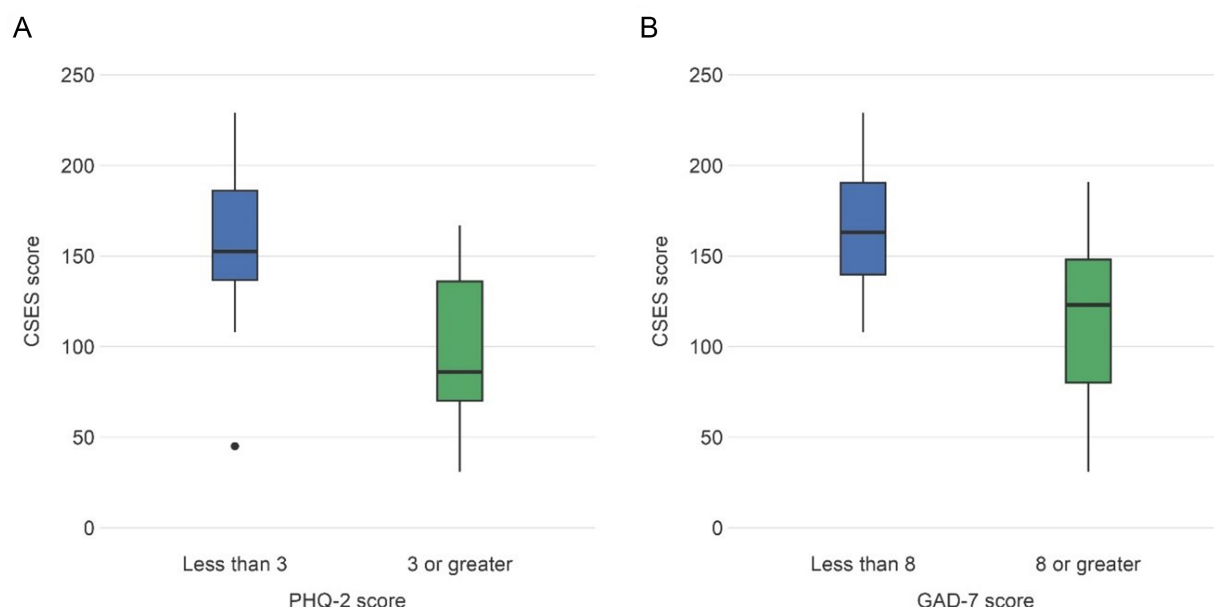 A
250
200
150
100
50
0
CSES score
Less than 3
3 or greater
PHQ-2 score
B
250
200
150
100
50
0
CSES score
Less than 8
8 or greater
GAD-7 score